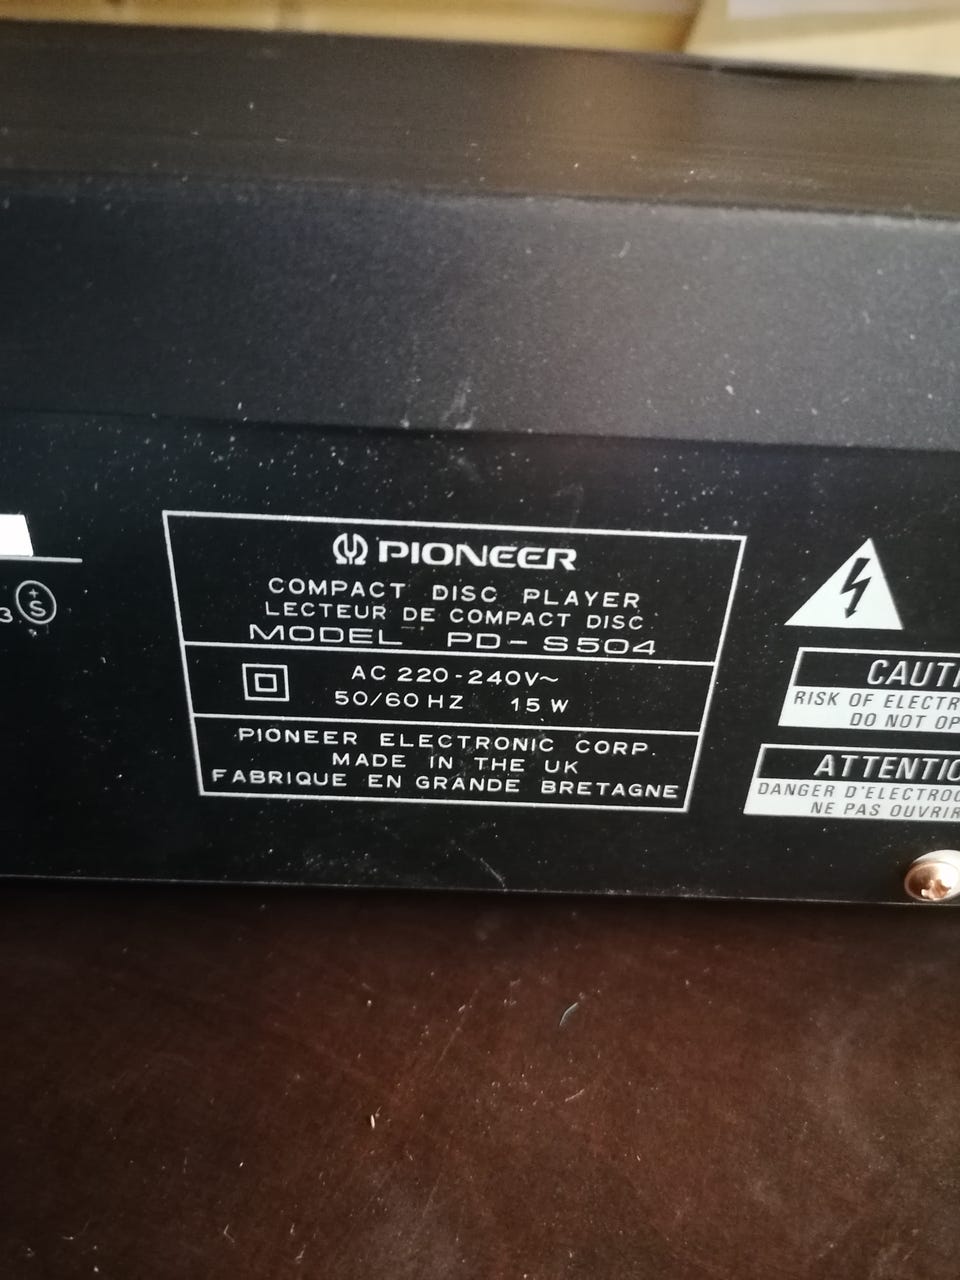 PIONEER
COMPACT DISC PLAYER
LECTEUR DE COMPACT DISC
MODEL PD-S504
AC 220-240V~
50/60 HZ 15 W
PIONEER ELECTRONIC CORP.
MADE IN THE UK
FABRIQUE EN GRANDE BRETAGNE
3
+
S
CAUTI
RISK OF ELECTR
DO NOT OP
ATTENTIO
DANGER D'ELECTROC
NE PAS OUVRIR